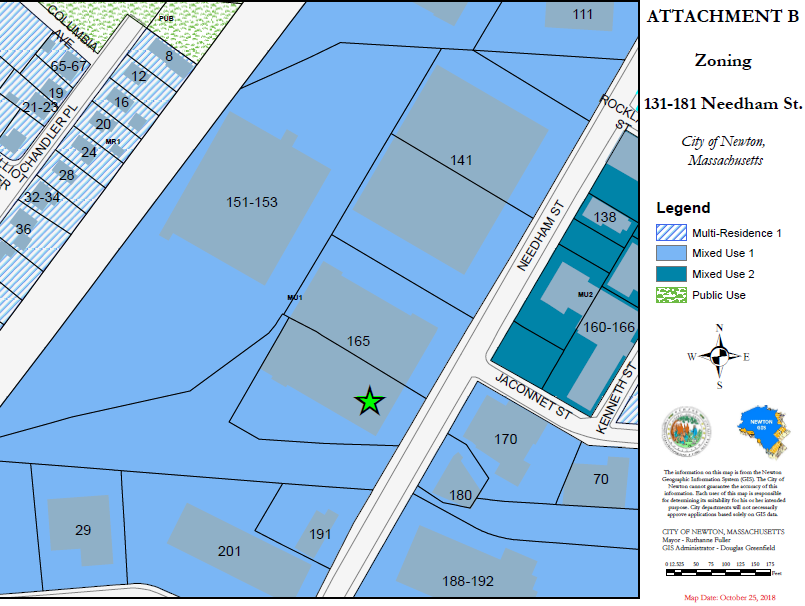 COLUMBIA
AVE
PUB
111
8
65-67
12
19
21-23
16
20
CHANDLER PL
MR1
24
28
32-34
36
141
151-153
ST
138
NEEDHAM ST
MU1
MU2
160-166
165
JACONNET ST
KENNETH ST
170
70
180
29
201
191
188-192
ATTACHMENT B
Zoning
131-181 Needham St.
City of Newton,
Massachusetts
Legend
Multi-Residence 1
Mixed Use 1
Mixed Use 2
Public Use
N
W E
S
NEWTON
GIS
The information on this map is from the Newton
Geographic Information System (GIS). The City of
Newton cannot guarantee the accuracy of this
information. Each user of this map is responsible
for determining its suitability for his or her intended
purpose. City departments will not necessarily
approve applications based solely on GIS data.
CITY OF NEWTON, MASSACHUSETTS
Mayor - Ruthanne Fuller
GIS Administrator - Douglas Greenfield
0 12.525 50 75 100 125 150 175
Feet
Map Date: October 25, 2018